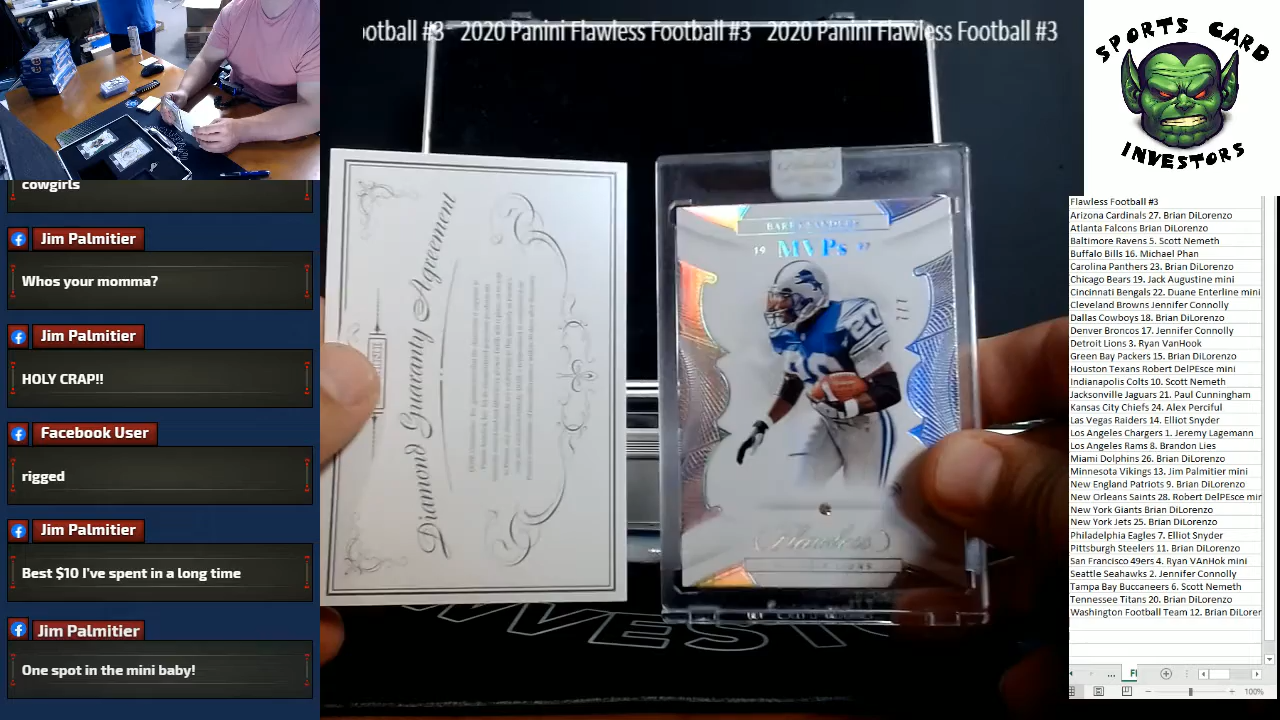 otball #3 - 2020 Panini Flawless Football #3    2020 Panini Flawless Football #3
cowgirls
Jim Palmitier
Whos your momma?
Jim Palmitier
HOLY CRAP!!
Facebook User
rigged
Jim Palmitier
Best $10 I've spent in a long time
Jim Palmitier
One spot in the mini baby!
Diamond Guaranty Agreement
BARRY SANDERS
19 MVPs 97
7/7
20
Flawless
SPORTS CARD
INVESTORS
Flawless Football #3
Arizona Cardinals 27. Brian DiLorenzo
Atlanta Falcons Brian DiLorenzo
Baltimore Ravens 5. Scott Nemeth
Buffalo Bills 16. Michael Phan
Carolina Panthers 23. Brian DiLorenzo
Chicago Bears 19. Jack Augustine mini
Cincinnati Bengals 22. Duane Enterline mini
Cleveland Browns Jennifer Connolly
Dallas Cowboys 18. Brian DiLorenzo
Denver Broncos 17. Jennifer Connolly
Detroit Lions 3. Ryan VanHook
Green Bay Packers 15. Brian DiLorenzo
Houston Texans Robert DelPEsce mini
Indianapolis Colts 10. Scott Nemeth
Jacksonville Jaguars 21. Paul Cunningham
Kansas City Chiefs 24. Alex Perciful
Las Vegas Raiders 14. Elliot Snyder
Los Angeles Chargers 1. Jeremy Lagemann
Los Angeles Rams 8. Brandon Lies
Miami Dolphins 26. Brian DiLorenzo
Minnesota Vikings 13. Jim Palmitier mini
New England Patriots 9. Brian DiLorenzo
New Orleans Saints 28. Robert DelPEsce mir
New York Giants Brian DiLorenzo
New York Jets 25. Brian DiLorenzo
Philadelphia Eagles 7. Elliot Snyder
Pittsburgh Steelers 11. Brian DiLorenzo
San Francisco 49ers 4. Ryan VanHok mini
Seattle Seahawks 2. Jennifer Connolly
Tampa Bay Buccaneers 6. Scott Nemeth
Tennessee Titans 20. Brian DiLorenzo
Washington Football Team 12. Brian DiLorer
100%